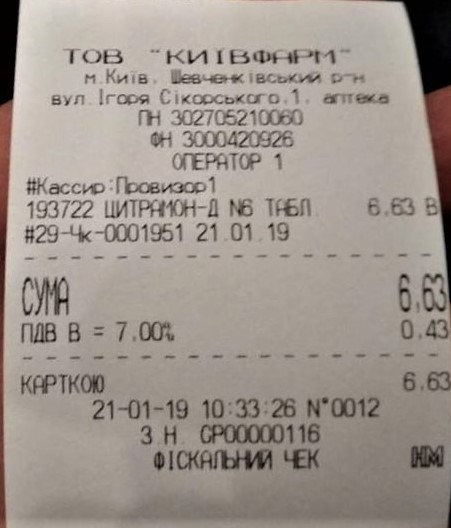 ТОВ "КИЇВФАРМ"
м.Київ, Шевченківський р-н
вул.Ігоря Сікорського,1, аптека
ПН 302705210060
ФН 3000420926
ОПЕРАТОР 1
#Кассир:Провизор1
193722 ЦИТРАМОН-Д N6 ТАБЛ. 6.63 В
#29-Чк-0001951 21.01.19
СУМА 6,63
ПДВ В = 7,00% 0.43
КАРТКОЮ 6.63
21-01-19 10:33:26 N°0012
З.Н. GP00000116
ФІСКАЛЬНИЙ ЧЕК НМ